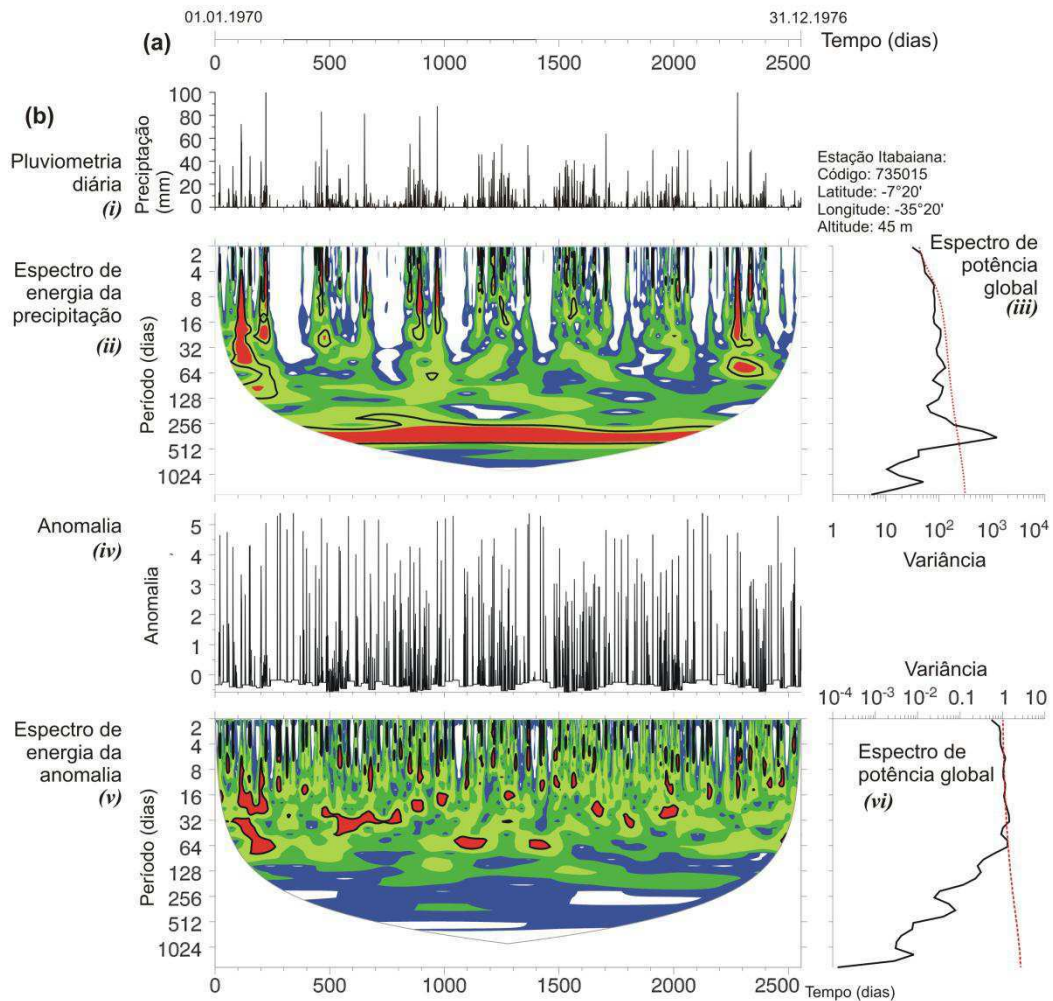 01.01.1970
31.12.1976
(a)
Tempo (dias)
0 500 1000 1500 2000 2500
(b)
Pluviometria
diária
(i)
Preciptação
(mm)
100
80
60
40
20
0
Estação Itabaiana:
Código: 735015
Latitude: -7°20'
Longitude: -35°20'
Altitude: 45 m
Espectro de
energia da
precipitação
(ii)
Período (dias)
2
4
8
16
32
64
128
256
512
1024
Espectro de
potência
global
(iii)
1 10 10² 10³ 10⁴
Variância
Anomalia
(iv)
Anomalia
5
4
3
2
1
0
Variância
10⁻⁴ 10⁻³ 10⁻² 0.1 1 10
Espectro de
energia da
anomalia
(v)
Período (dias)
2
4
8
16
32
64
128
256
512
1024
Espectro de
potência global
(vi)
0 500 1000 1500 2000 2500
Tempo (dias)